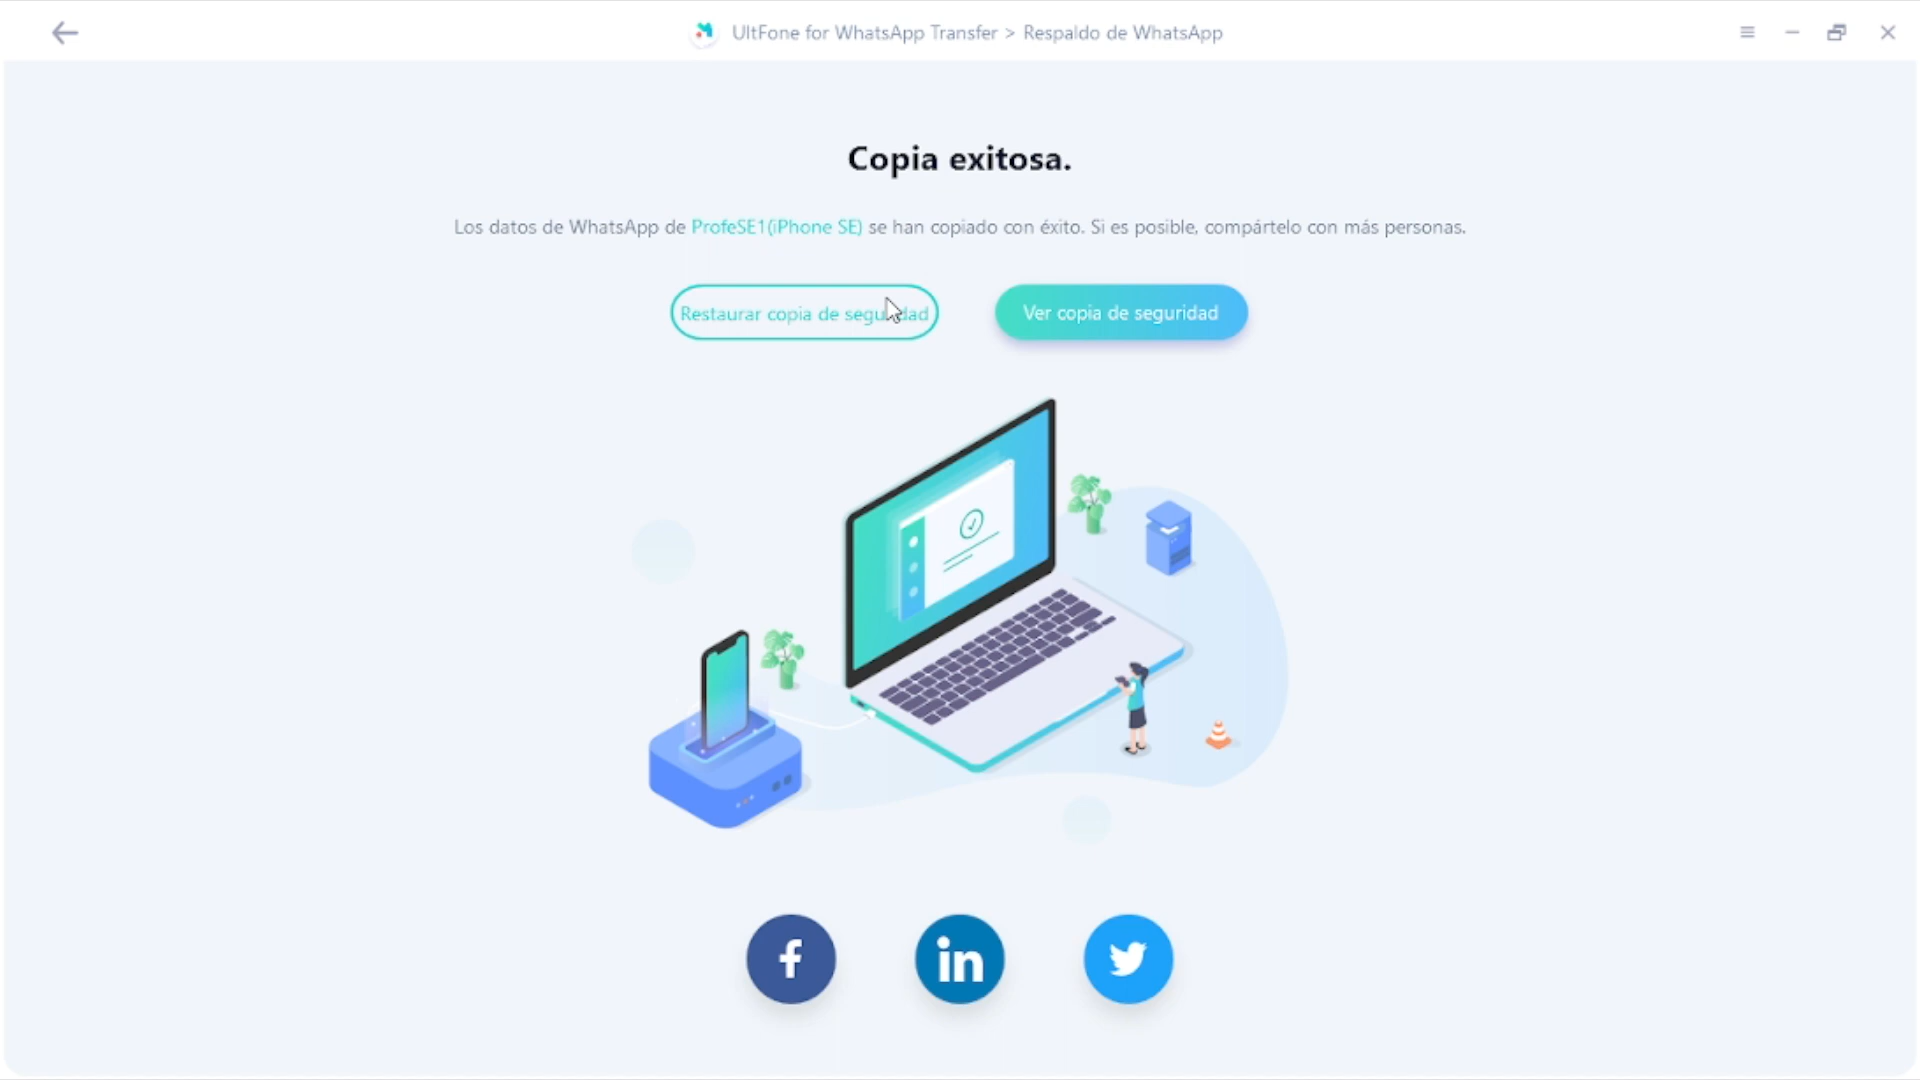 UltFone for WhatsApp Transfer > Respaldo de WhatsApp
Copia exitosa.
Los datos de WhatsApp de ProfeSE1(iPhone SE) se han copiado con éxito. Si es posible, compártelo con más personas.
Restaurar copia de seguridad
Ver copia de seguridad
f
in